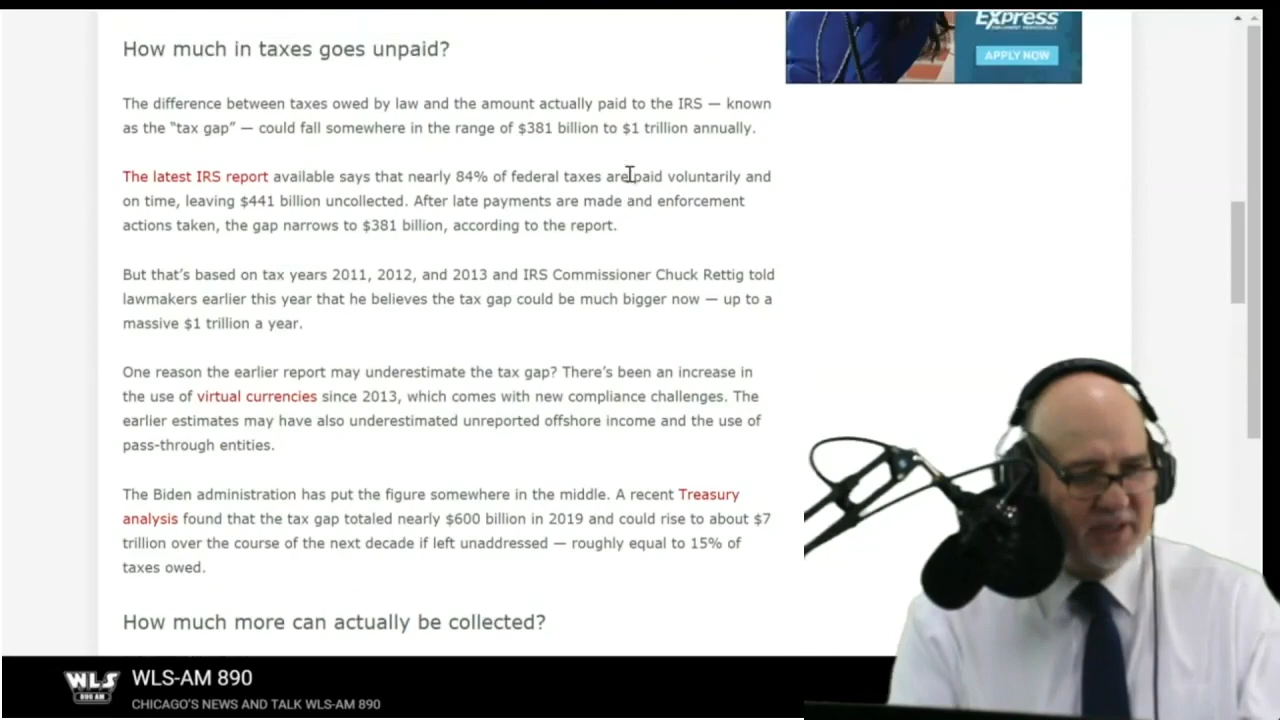 EXpress
APPLY NOW
How much in taxes goes unpaid?
The difference between taxes owed by law and the amount actually paid to the IRS — known
as the “tax gap” — could fall somewhere in the range of $381 billion to $1 trillion annually.
The latest IRS report available says that nearly 84% of federal taxes are paid voluntarily and
on time, leaving $441 billion uncollected. After late payments are made and enforcement
actions taken, the gap narrows to $381 billion, according to the report.
But that’s based on tax years 2011, 2012, and 2013 and IRS Commissioner Chuck Rettig told
lawmakers earlier this year that he believes the tax gap could be much bigger now — up to a
massive $1 trillion a year.
One reason the earlier report may underestimate the tax gap? There’s been an increase in
the use of virtual currencies since 2013, which comes with new compliance challenges. The
earlier estimates may have also underestimated unreported offshore income and the use of
pass-through entities.
The Biden administration has put the figure somewhere in the middle. A recent Treasury
analysis found that the tax gap totaled nearly $600 billion in 2019 and could rise to about $7
trillion over the course of the next decade if left unaddressed — roughly equal to 15% of
taxes owed.
How much more can actually be collected?
WLS
890 AM
WLS-AM 890
CHICAGO’S NEWS AND TALK WLS-AM 890